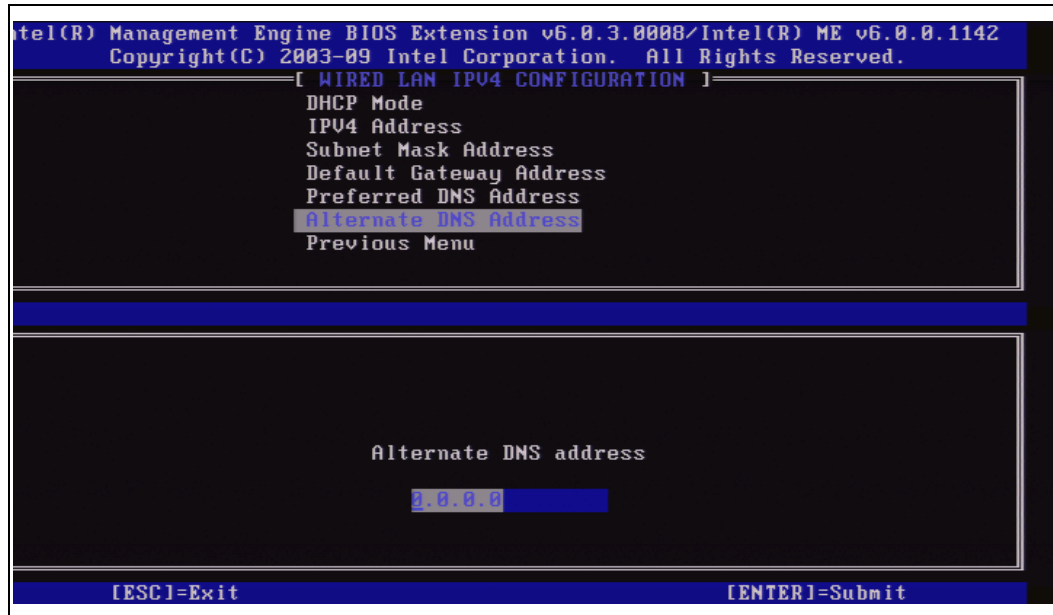 ntel(R) Management Engine BIOS Extension v6.0.3.0008/Intel(R) ME v6.0.0.1142
Copyright(C) 2003-09 Intel Corporation. All Rights Reserved.
[ WIRED LAN IPV4 CONFIGURATION ]
DHCP Mode
IPV4 Address
Subnet Mask Address
Default Gateway Address
Preferred DNS Address
Alternate DNS Address
Previous Menu
Alternate DNS address
0.0.0.0
[ESC]=Exit [ENTER]=Submit